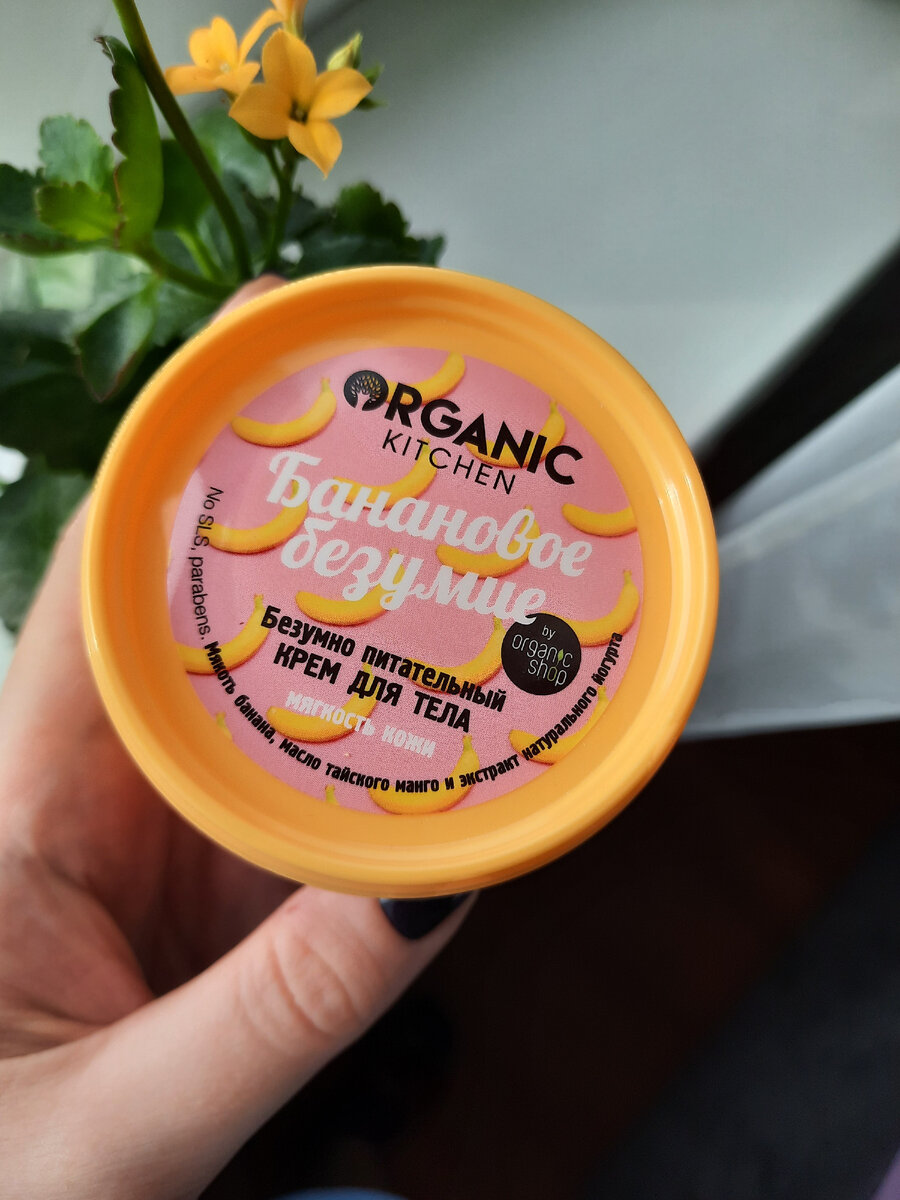 ORGANIC
KITCHEN
Банановое
безумие
by
organic
shop
Безумно питательный
КРЕМ ДЛЯ ТЕЛА
мягкость кожи
No SLS, parabens. Мякоть банана, масло тайского манго и экстракт натурального йогурта